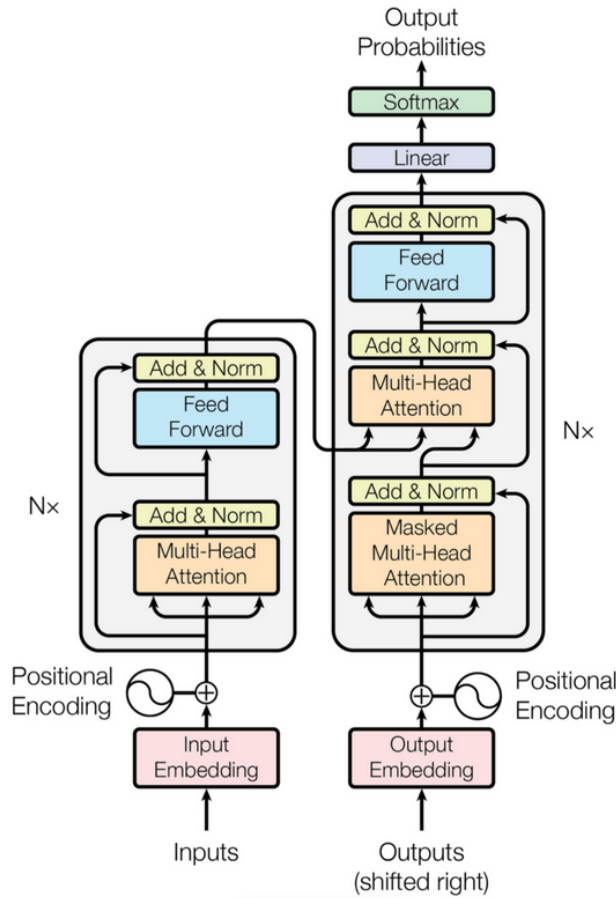 Output
Probabilities
Softmax
Linear
Add & Norm
Feed
Forward
Add & Norm
Multi-Head
Attention
Add & Norm
Masked
Multi-Head
Attention
N×
Add & Norm
Feed
Forward
Add & Norm
Multi-Head
Attention
N×
Positional
Encoding
Positional
Encoding
Input
Embedding
Output
Embedding
Inputs
Outputs
(shifted right)